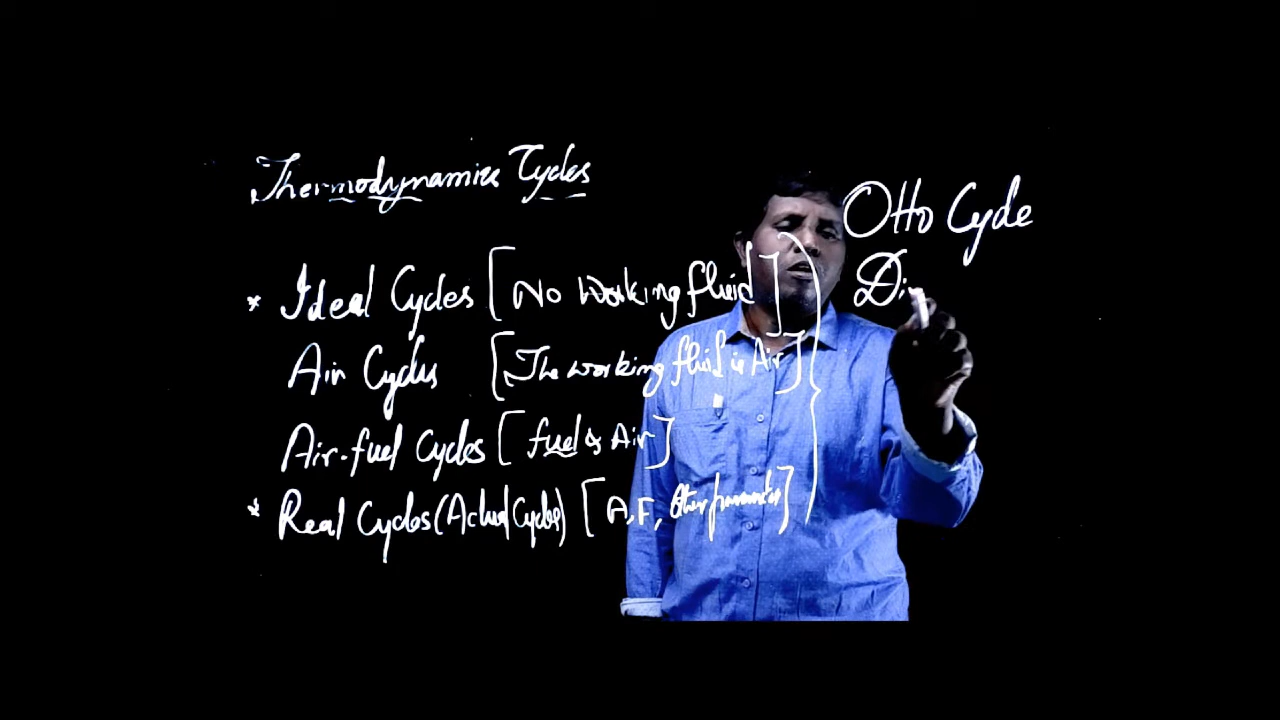 Thermodynamics Cycles
* Ideal Cycles [No working fluid]
Air Cycles [The working fluid is Air]
Air-fuel Cycles [fuel & Air]
* Real Cycles (Actual Cycles) [A, F, Other parameters]
Otto Cycle
Di